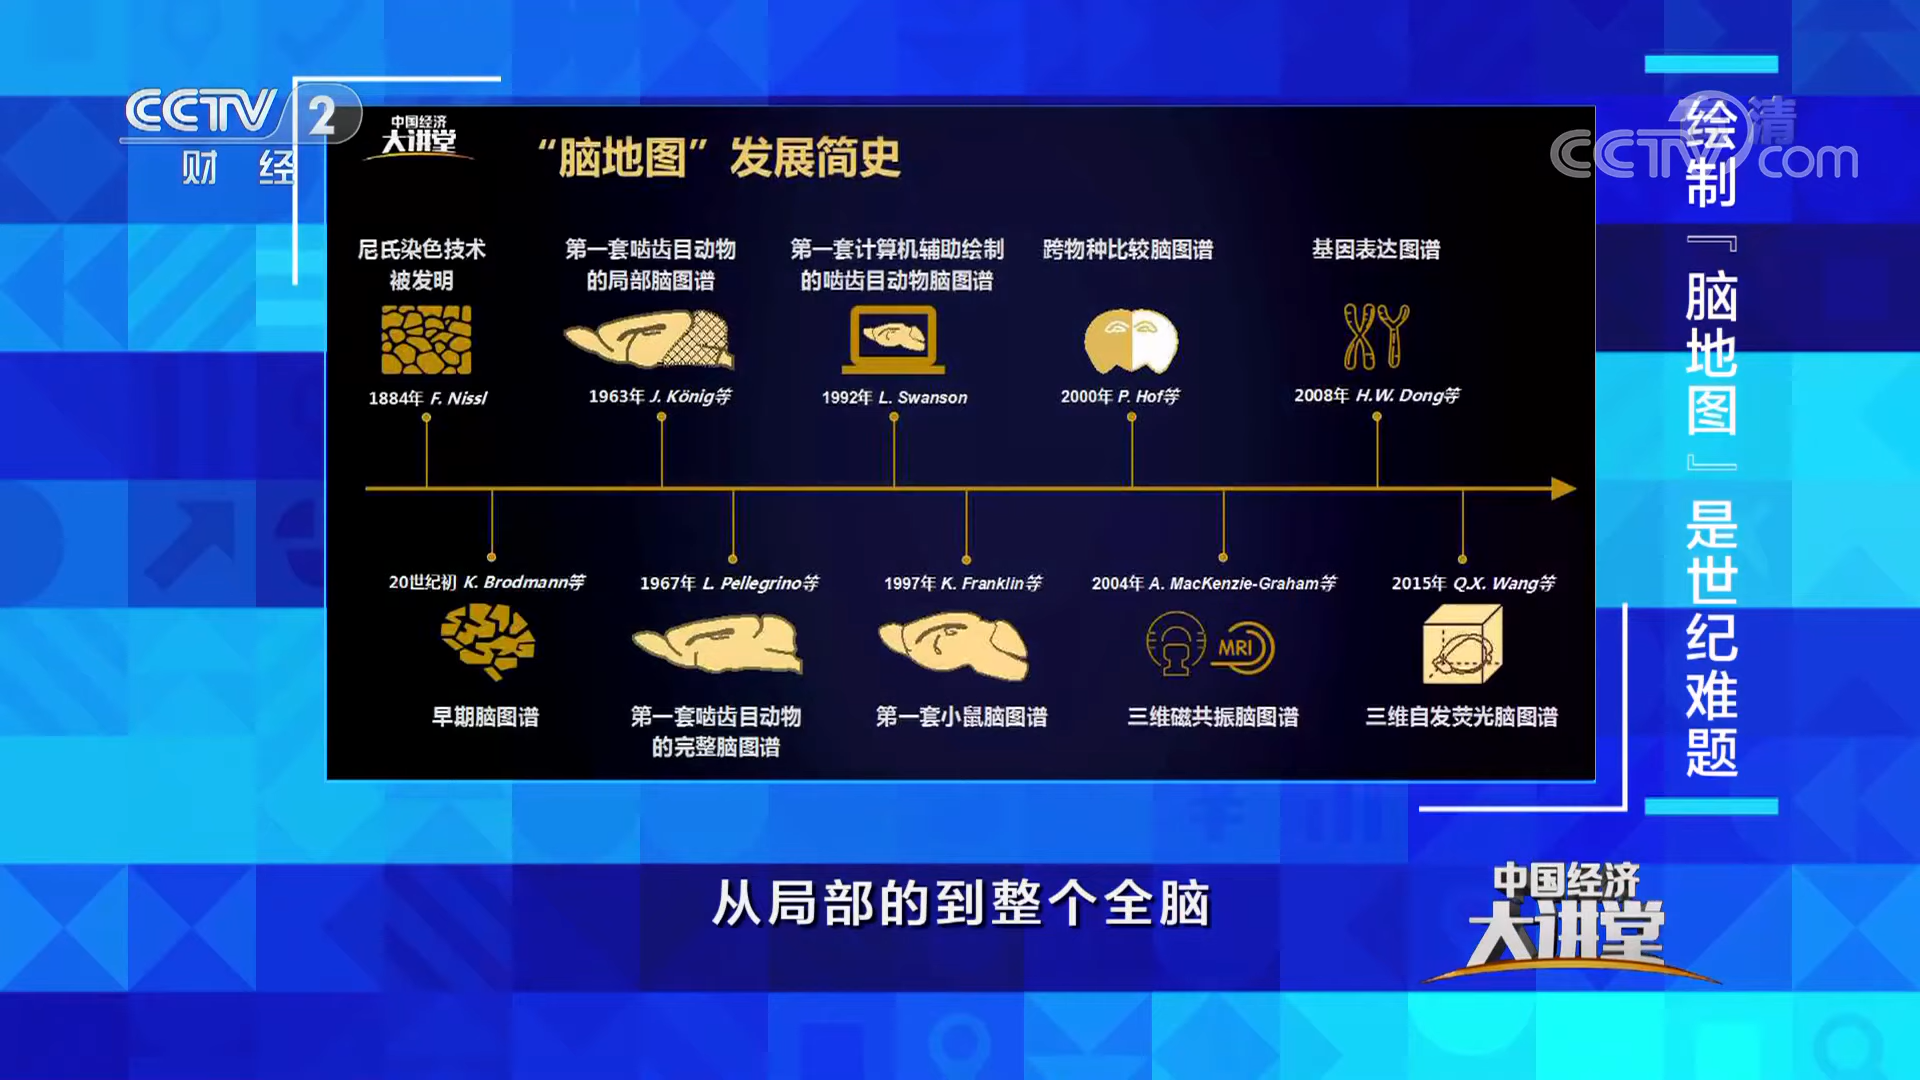 CCTV 2
财 经
中国经济
大讲堂
“脑地图”发展简史
清
CCTV com
绘制『脑地图』是世纪难题
尼氏染色技术
被发明
1884年 F. Nissl
第一套啮齿目动物
的局部脑图谱
1963年 J. König等
第一套计算机辅助绘制
的啮齿目动物脑图谱
1992年 L. Swanson
跨物种比较脑图谱
2000年 P. Hof等
基因表达图谱
2008年 H.W. Dong等
20世纪初 K. Brodmann等
早期脑图谱
1967年 L. Pellegrino等
第一套啮齿目动物
的完整脑图谱
1997年 K. Franklin等
第一套小鼠脑图谱
2004年 A. MacKenzie-Graham等
MRI
三维磁共振脑图谱
2015年 Q.X. Wang等
三维自发荧光脑图谱
从局部的到整个全脑
中国经济
大讲堂